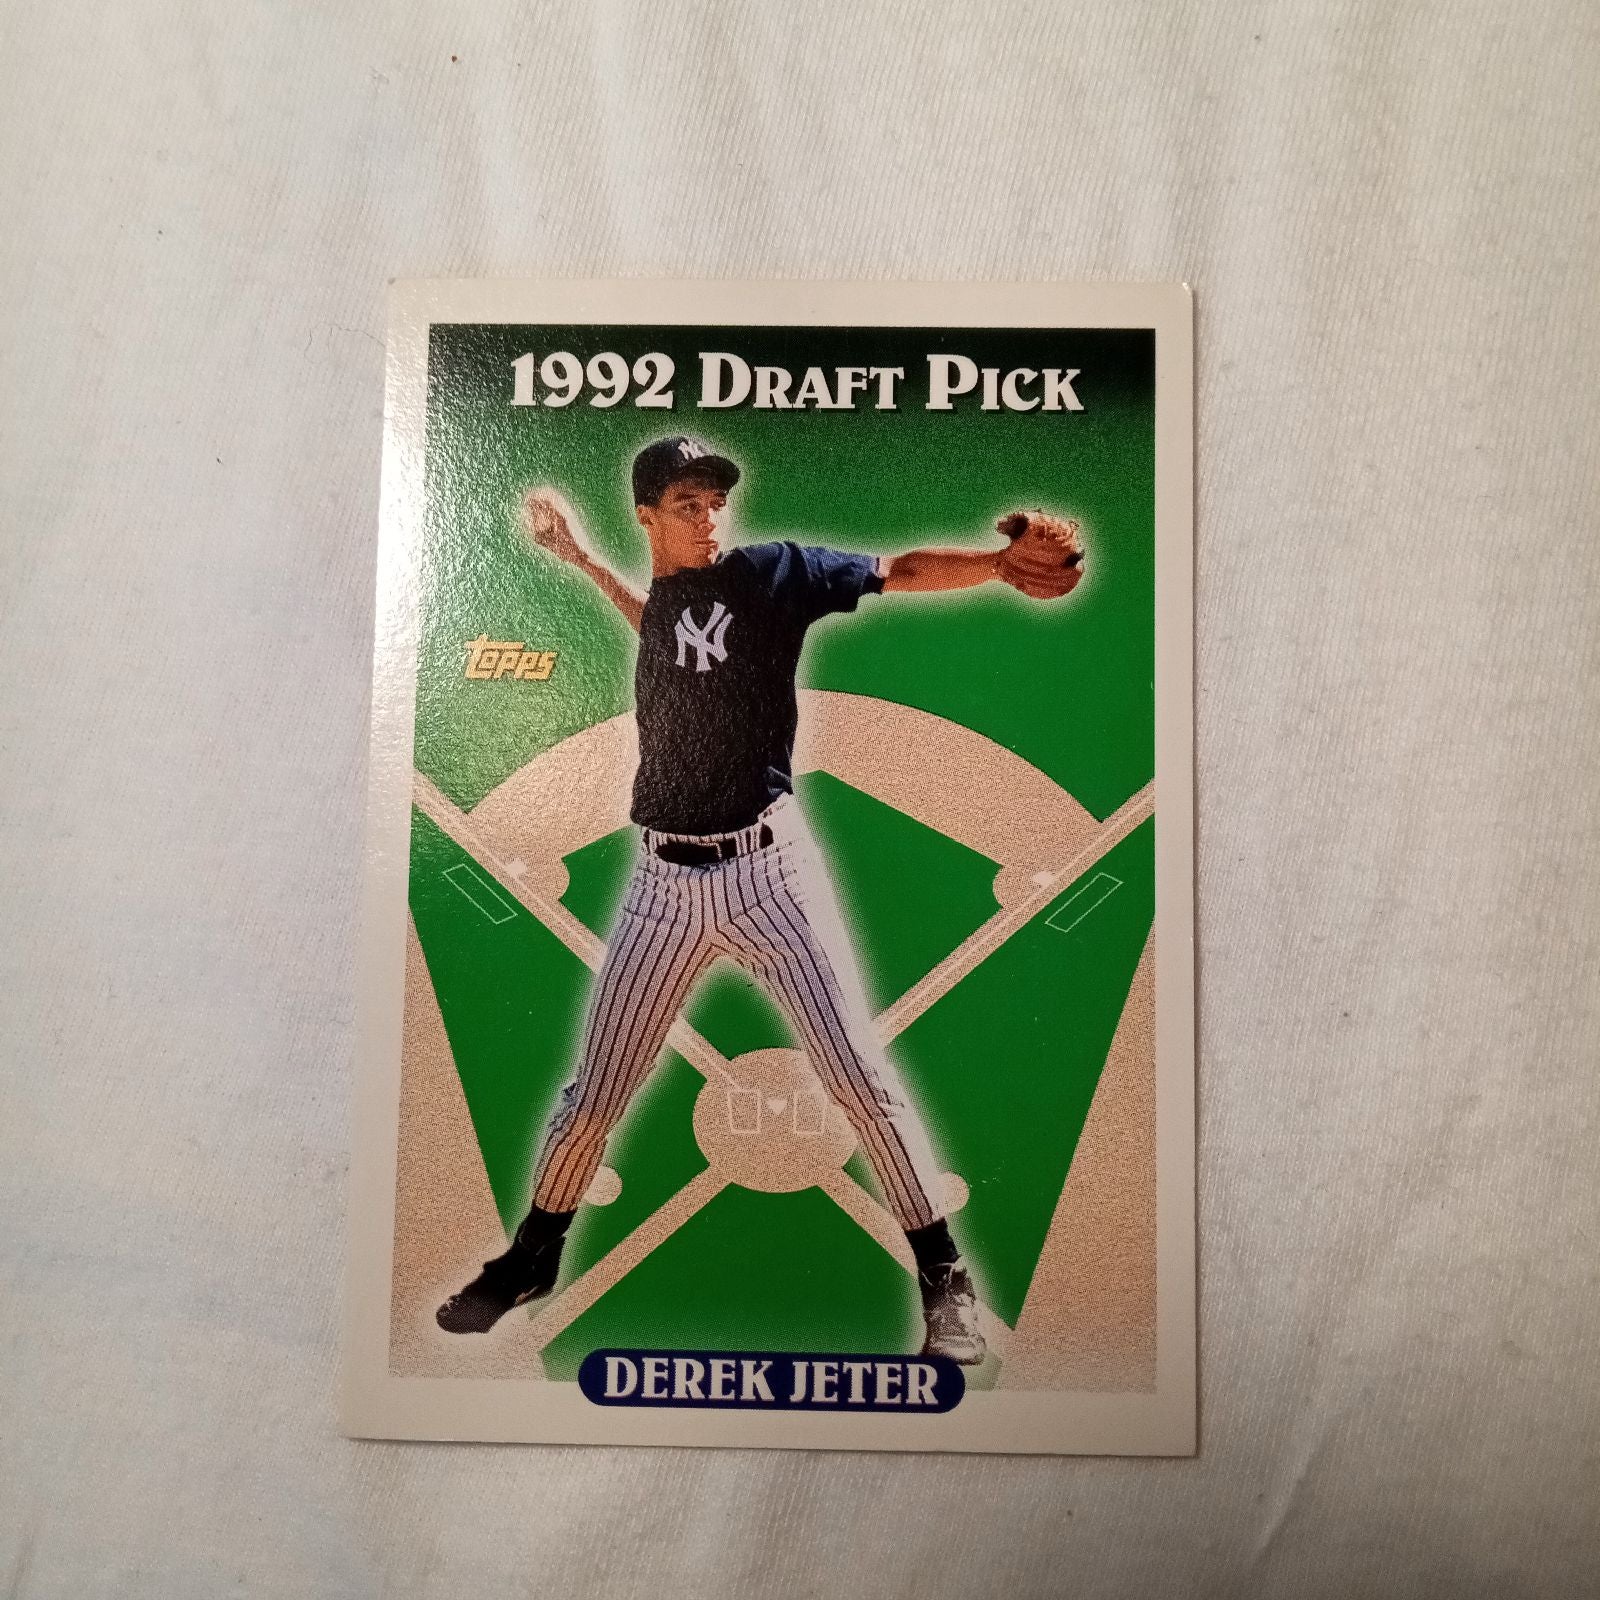 1992 DRAFT PICK
NY
topps
NY
DEREK JETER